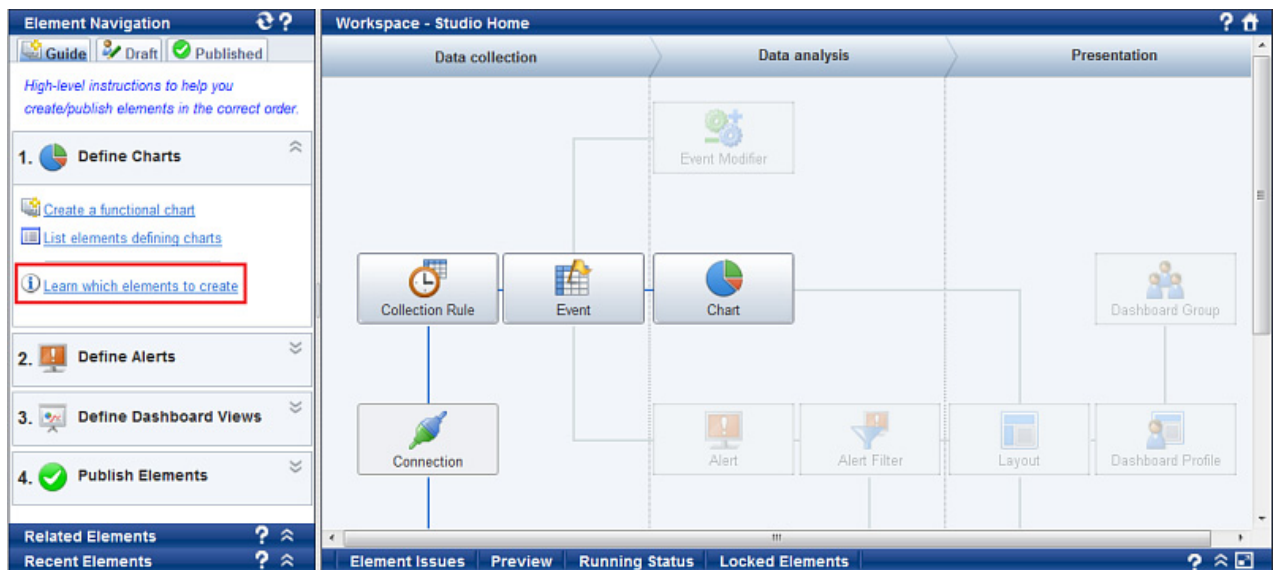 Element Navigation
Guide Draft Published
High-level instructions to help you
create/publish elements in the correct order.
1. Define Charts
Create a functional chart
List elements defining charts
Learn which elements to create
2. Define Alerts
3. Define Dashboard Views
4. Publish Elements
Related Elements
Recent Elements
Workspace - Studio Home
Data collection Data analysis Presentation
Event Modifier
Collection Rule Event Chart Dashboard Group
Connection Alert Alert Filter Layout Dashboard Profile
Element Issues Preview Running Status Locked Elements